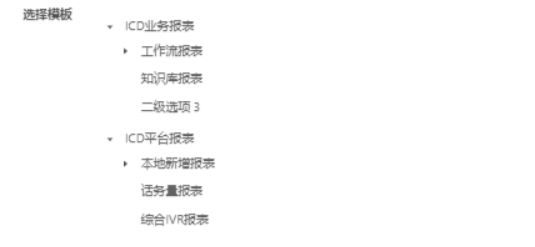 选择模板
ICD业务报表
工作流报表
知识库报表
二级选项 3
ICD平台报表
本地新增报表
话务量报表
综合IVR报表